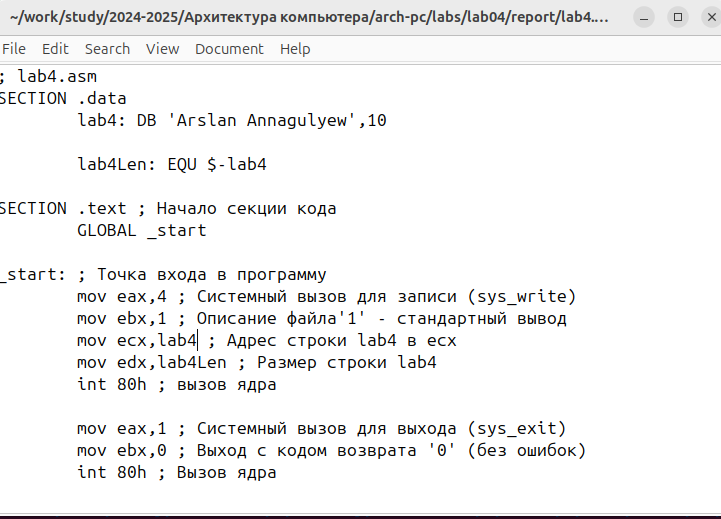 ~/work/study/2024-2025/Архитектура компьютера/arch-pc/labs/lab04/report/lab4....
File Edit Search View Document Help
; lab4.asm
SECTION .data
lab4: DB 'Arslan Annagulyew',10
lab4Len: EQU $-lab4
SECTION .text ; Начало секции кода
GLOBAL _start
_start: ; Точка входа в программу
mov eax,4 ; Системный вызов для записи (sys_write)
mov ebx,1 ; Описание файла'1' - стандартный вывод
mov ecx,lab4 ; Адрес строки lab4 в ecx
mov edx,lab4Len ; Размер строки lab4
int 80h ; вызов ядра
mov eax,1 ; Системный вызов для выхода (sys_exit)
mov ebx,0 ; Выход с кодом возврата '0' (без ошибок)
int 80h ; Вызов ядра